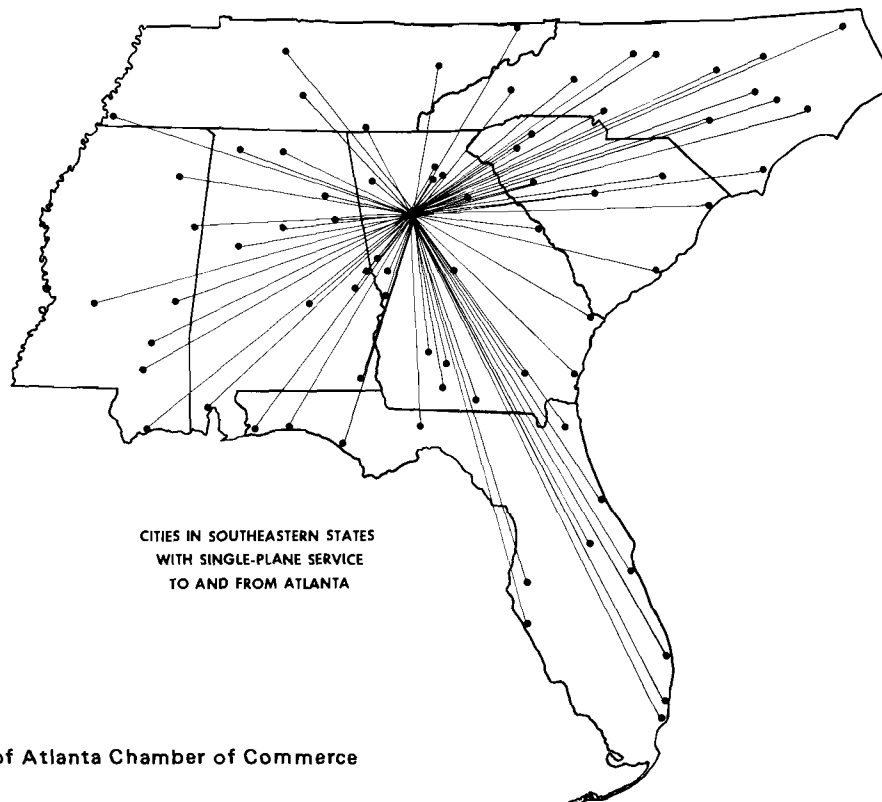 CITIES IN SOUTHEASTERN STATES
WITH SINGLE-PLANE SERVICE
TO AND FROM ATLANTA
of Atlanta Chamber of Commerce